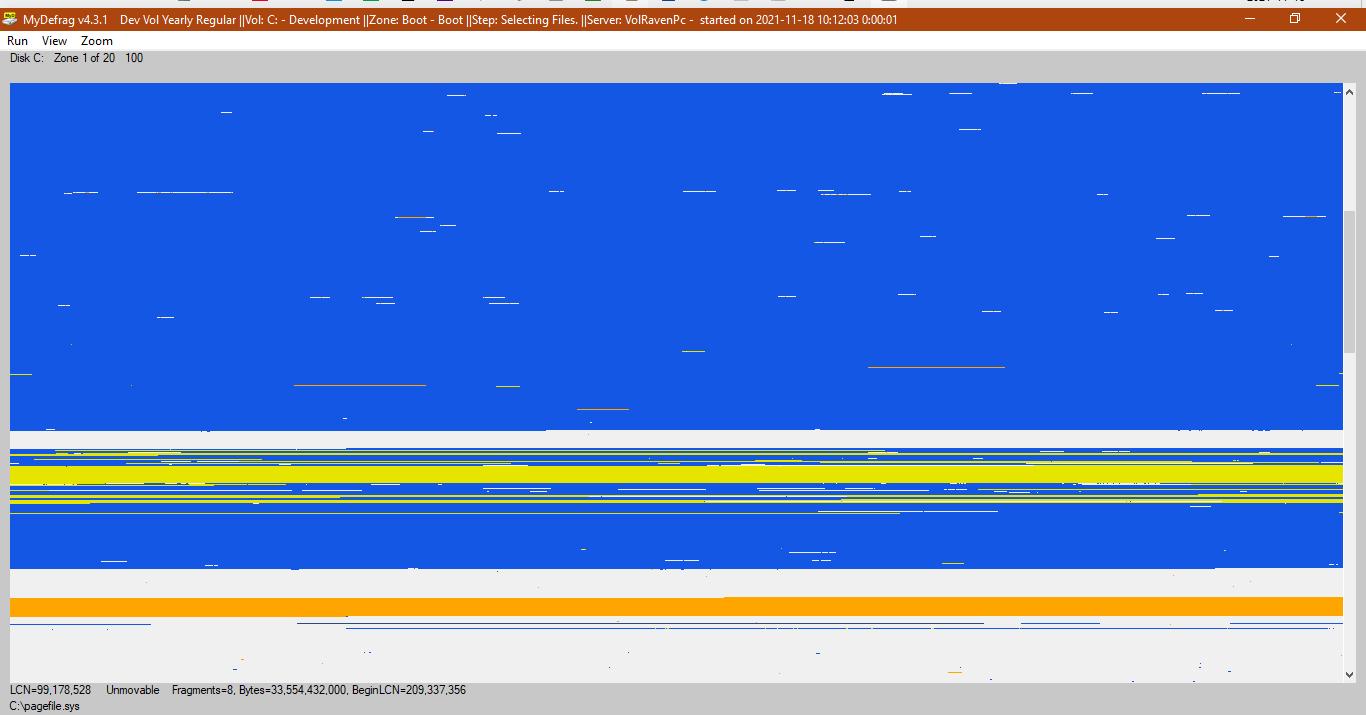 MyDefrag v4.3.1 Dev Vol Yearly Regular ||Vol: C: - Development ||Zone: Boot - Boot ||Step: Selecting Files. ||Server: VolRavenPc - started on 2021-11-18 10:12:03 0:00:01
Run View Zoom
Disk C: Zone 1 of 20 100
LCN=99,178,528 Unmovable Fragments=8, Bytes=33,554,432,000, BeginLCN=209,337,356
C:\pagefile.sys